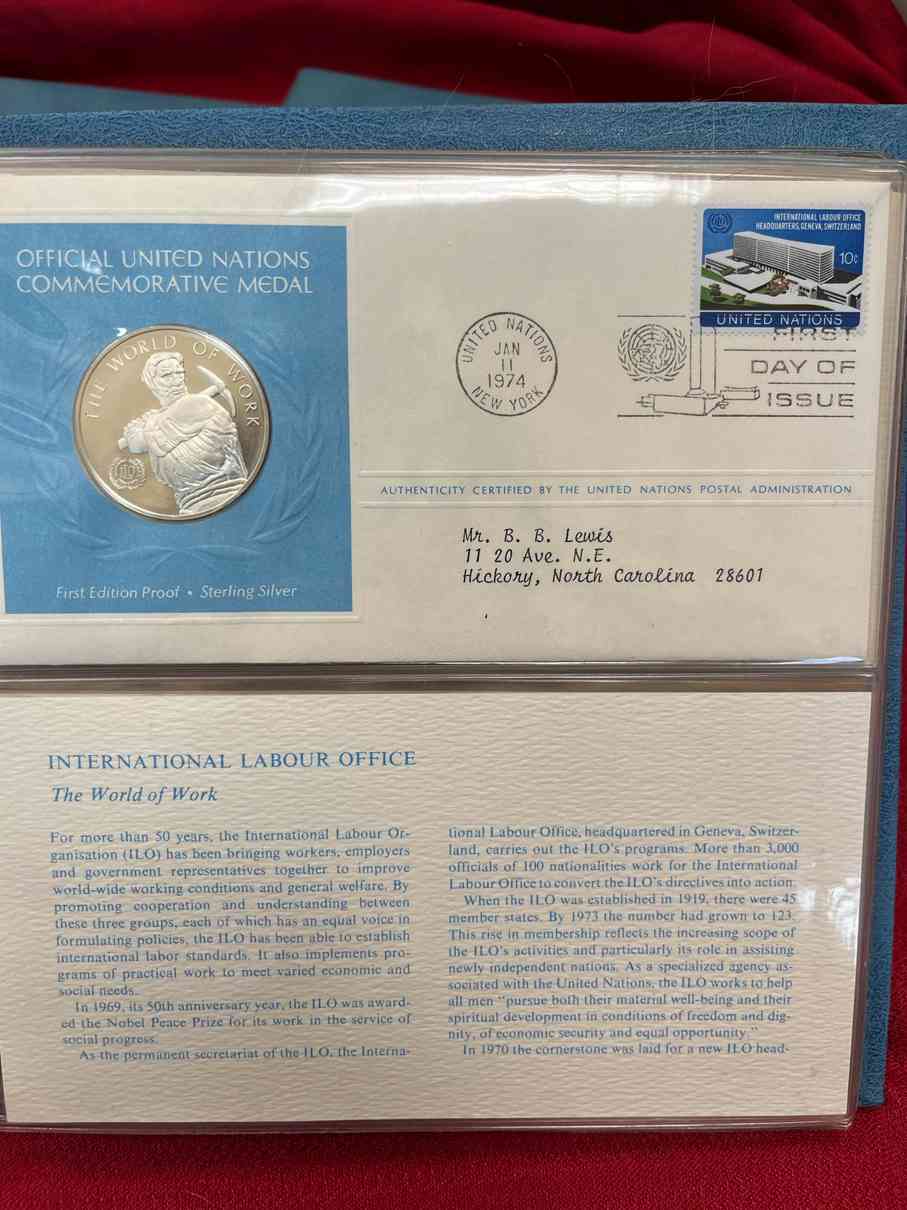 OFFICIAL UNITED NATIONS
COMMEMORATIVE MEDAL
THE WORLD OF WORK
First Edition Proof • Sterling Silver
UNITED NATIONS
JAN
11
1974
NEW YORK
INTERNATIONAL LABOUR OFFICE
HEADQUARTERS, GENEVA, SWITZERLAND
10c
UNITED NATIONS
FIRST
DAY OF
ISSUE
AUTHENTICITY CERTIFIED BY THE UNITED NATIONS POSTAL ADMINISTRATION
Mr. B. B. Lewis
11 20 Ave. N.E.
Hickory, North Carolina 28601
INTERNATIONAL LABOUR OFFICE
The World of Work
For more than 50 years, the International Labour Or-
ganisation (ILO) has been bringing workers, employers
and government representatives together to improve
world-wide working conditions and general welfare. By
promoting cooperation and understanding between
these three groups, each of which has an equal voice in
formulating policies, the ILO has been able to establish
international labor standards. It also implements pro-
grams of practical work to meet varied economic and
social needs.
In 1969, its 50th anniversary year, the ILO was award-
ed the Nobel Peace Prize for its work in the service of
social progress.
As the permanent secretariat of the ILO, the Interna-
tional Labour Office, headquartered in Geneva, Switzer-
land, carries out the ILO's programs. More than 3,000
officials of 100 nationalities work for the International
Labour Office to convert the ILO's directives into action.
When the ILO was established in 1919, there were 45
member states. By 1973 the number had grown to 123.
This rise in membership reflects the increasing scope of
the ILO's activities and particularly its role in assisting
newly independent nations. As a specialized agency as-
sociated with the United Nations, the ILO works to help
all men "pursue both their material well-being and their
spiritual development in conditions of freedom and dig-
nity, of economic security and equal opportunity."
In 1970 the cornerstone was laid for a new ILO head-